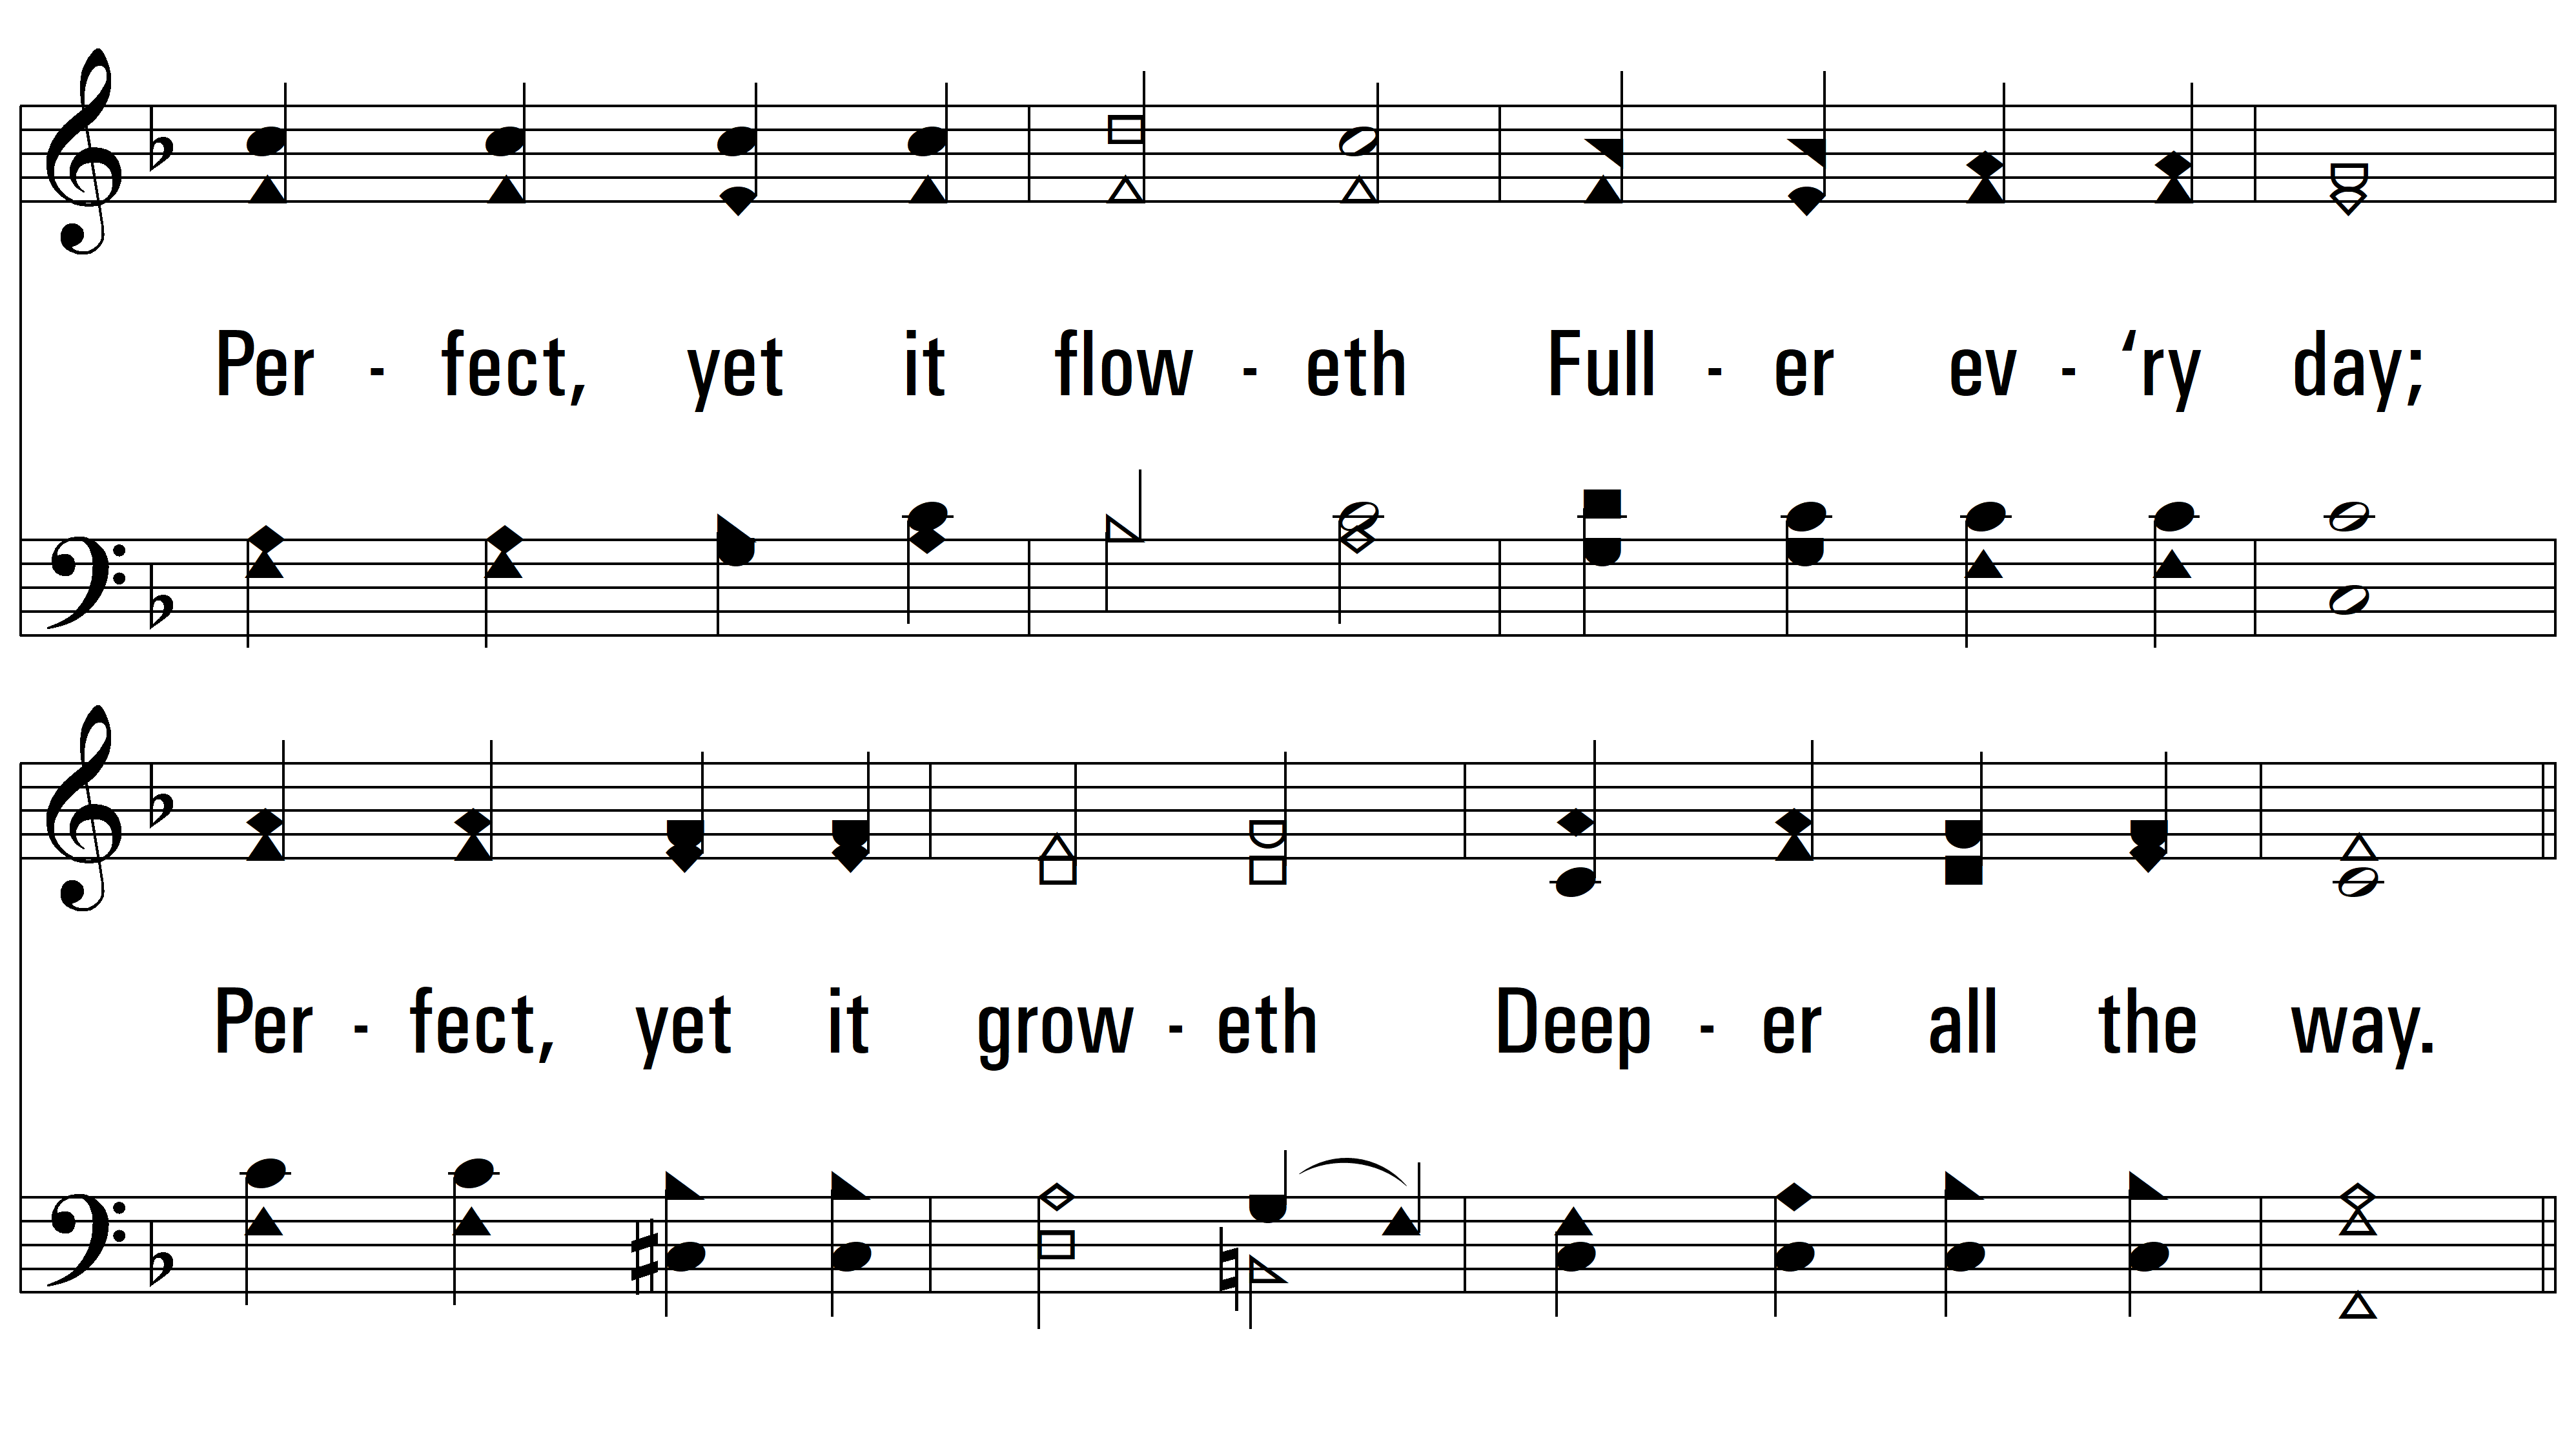 Per - fect, yet it flow - eth Full - er ev - ‘ry day;
Per - fect, yet it grow - eth Deep - er all the way.